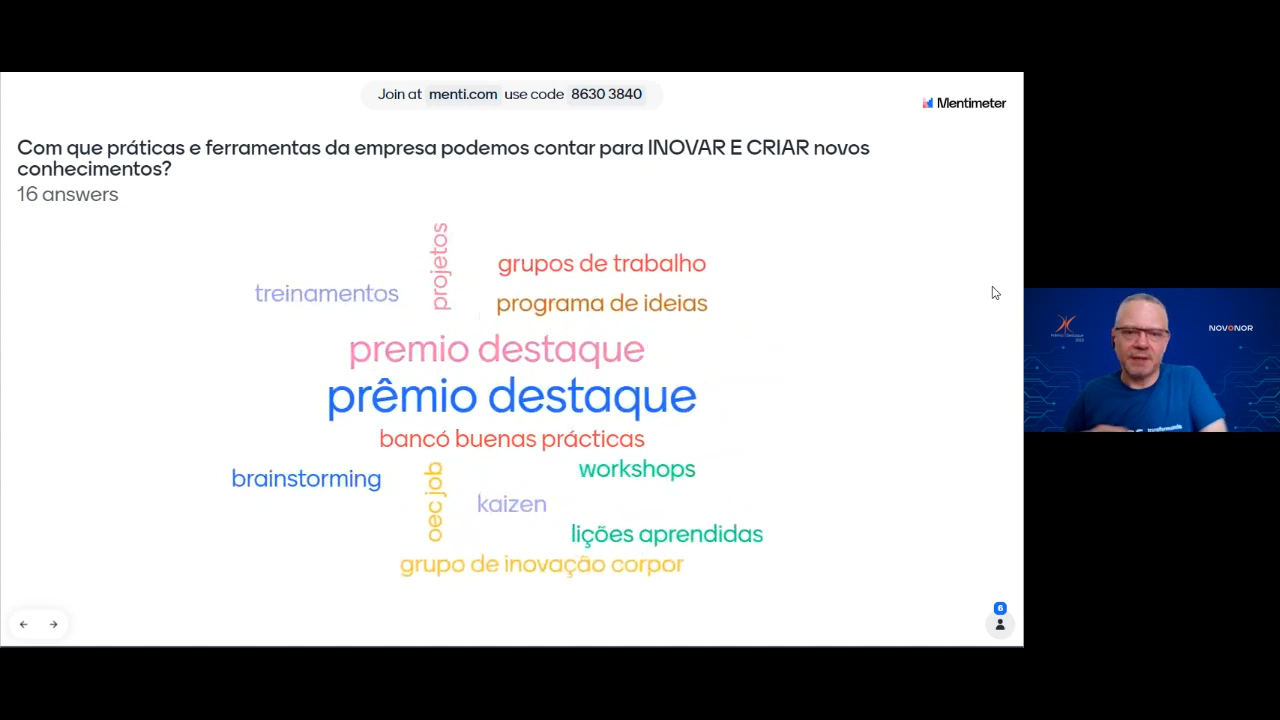 Join at menti.com use code 8630 3840
Mentimeter
Com que práticas e ferramentas da empresa podemos contar para INOVAR E CRIAR novos
conhecimentos?
16 answers
projetos
grupos de trabalho
treinamentos
programa de ideias
premio destaque
prêmio destaque
bancó buenas prácticas
workshops
brainstorming
oec job
kaizen
lições aprendidas
grupo de inovação corpor
6
NOVONOR